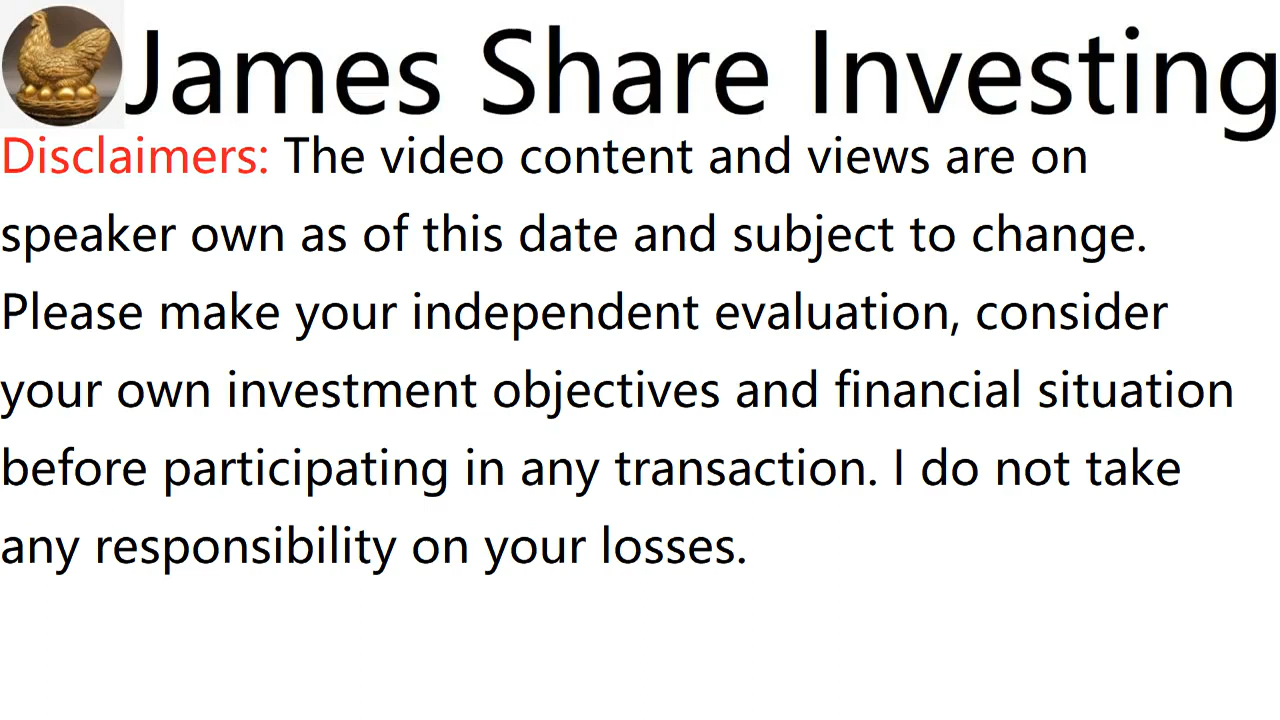 James Share Investing
Disclaimers: The video content and views are on
speaker own as of this date and subject to change.
Please make your independent evaluation, consider
your own investment objectives and financial situation
before participating in any transaction. I do not take
any responsibility on your losses.